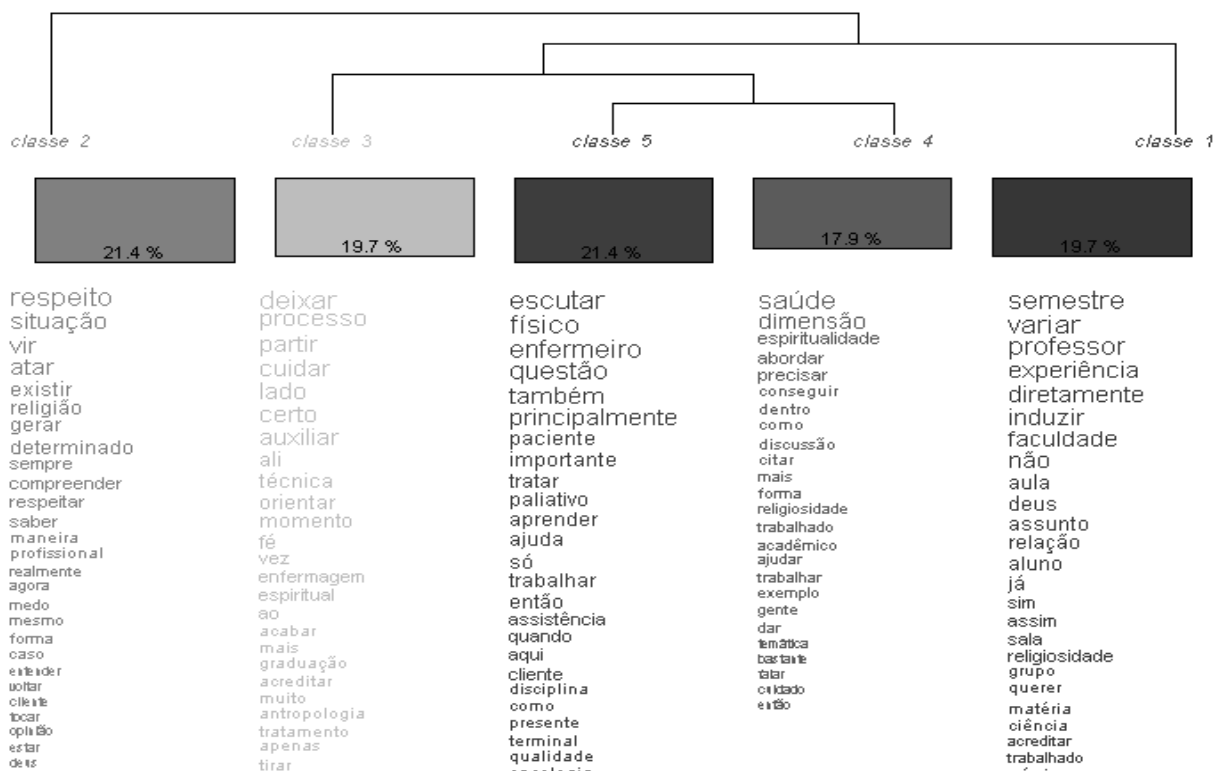 classe 2
classe 3
classe 5
classe 4
classe 1
21.4 %
19.7 %
21.4 %
17.9 %
19.7 %
respeito
situação
vir
atar
existir
religião
gerar
determinado
sempre
compreender
respeitar
saber
maneira
profissional
realmente
agora
medo
mesmo
forma
caso
entender
voltar
cliente
tocar
opinião
estar
deus
deixar
processo
partir
cuidar
lado
certo
auxiliar
ali
técnica
orientar
momento
fé
vez
enfermagem
espiritual
ao
acabar
mais
graduação
acreditar
muito
antropologia
tratamento
apenas
tirar
escutar
físico
enfermeiro
questão
também
principalmente
paciente
importante
tratar
paliativo
aprender
ajuda
só
trabalhar
então
assistência
quando
aqui
cliente
disciplina
como
presente
terminal
qualidade
saúde
dimensão
espiritualidade
abordar
precisar
conseguir
dentro
como
discussão
citar
mais
forma
religiosidade
trabalhado
acadêmico
ajudar
trabalhar
exemplo
gente
dar
temática
bastante
cuidado
então
semestre
variar
professor
experiência
diretamente
induzir
faculdade
não
aula
deus
assunto
relação
aluno
já
sim
assim
sala
religiosidade
grupo
querer
matéria
ciência
acreditar
trabalhado